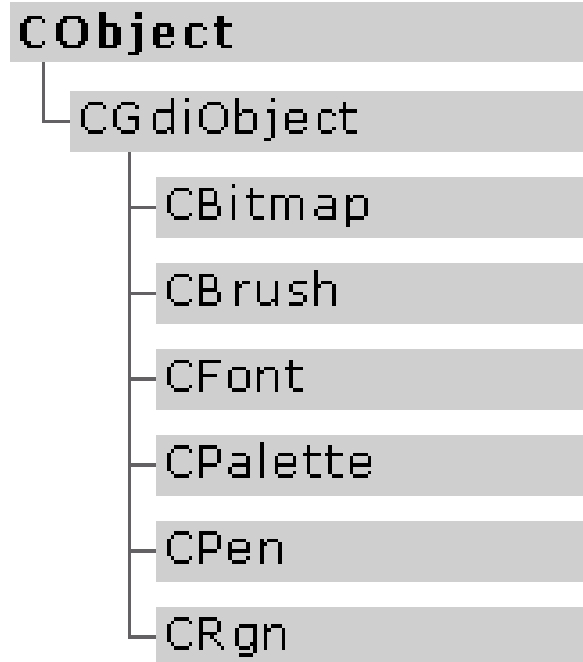 CObject
CGdiObject
CBitmap
CBrush
CFont
CPalette
CPen
CRgn